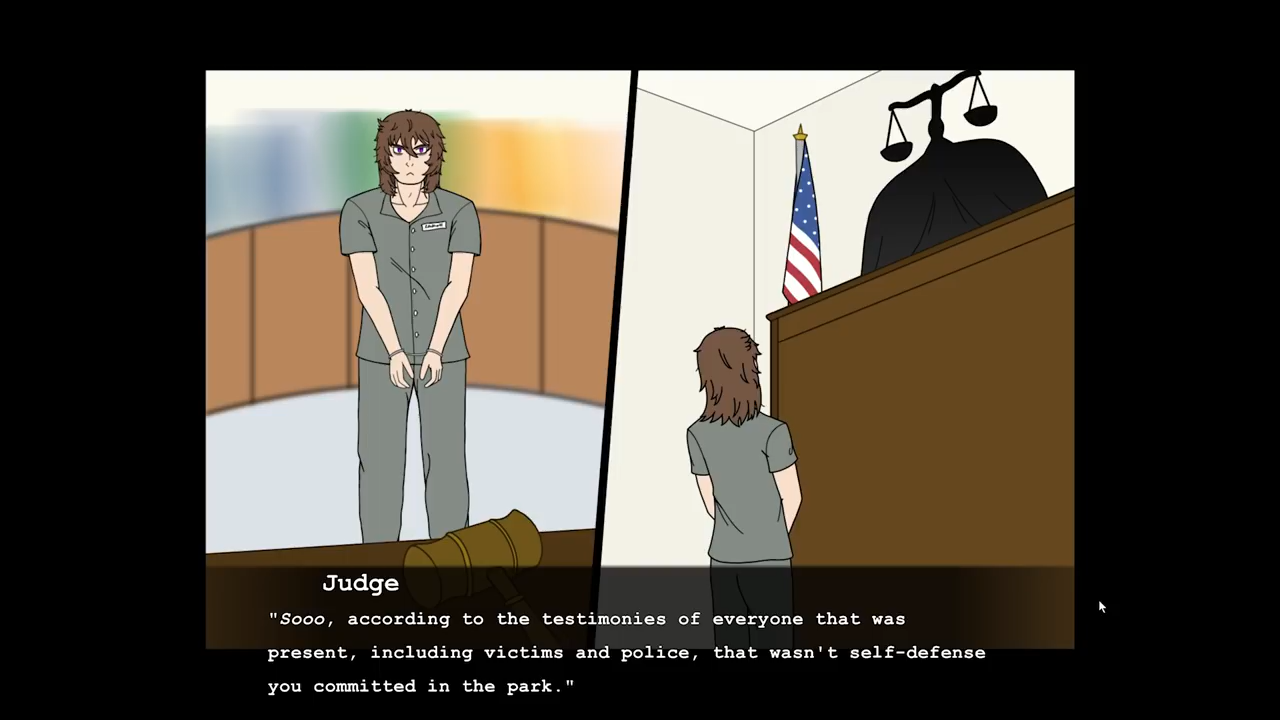 Judge
"Sooo, according to the testimonies of everyone that was
present, including victims and police, that wasn't self-defense
you committed in the park."